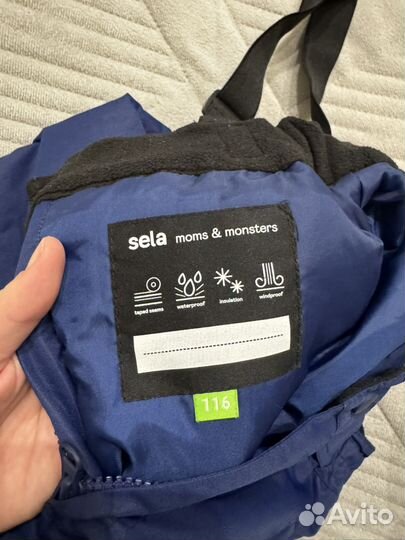 sela moms & monsters
taped seams waterproof insulation windproof
116
Avito